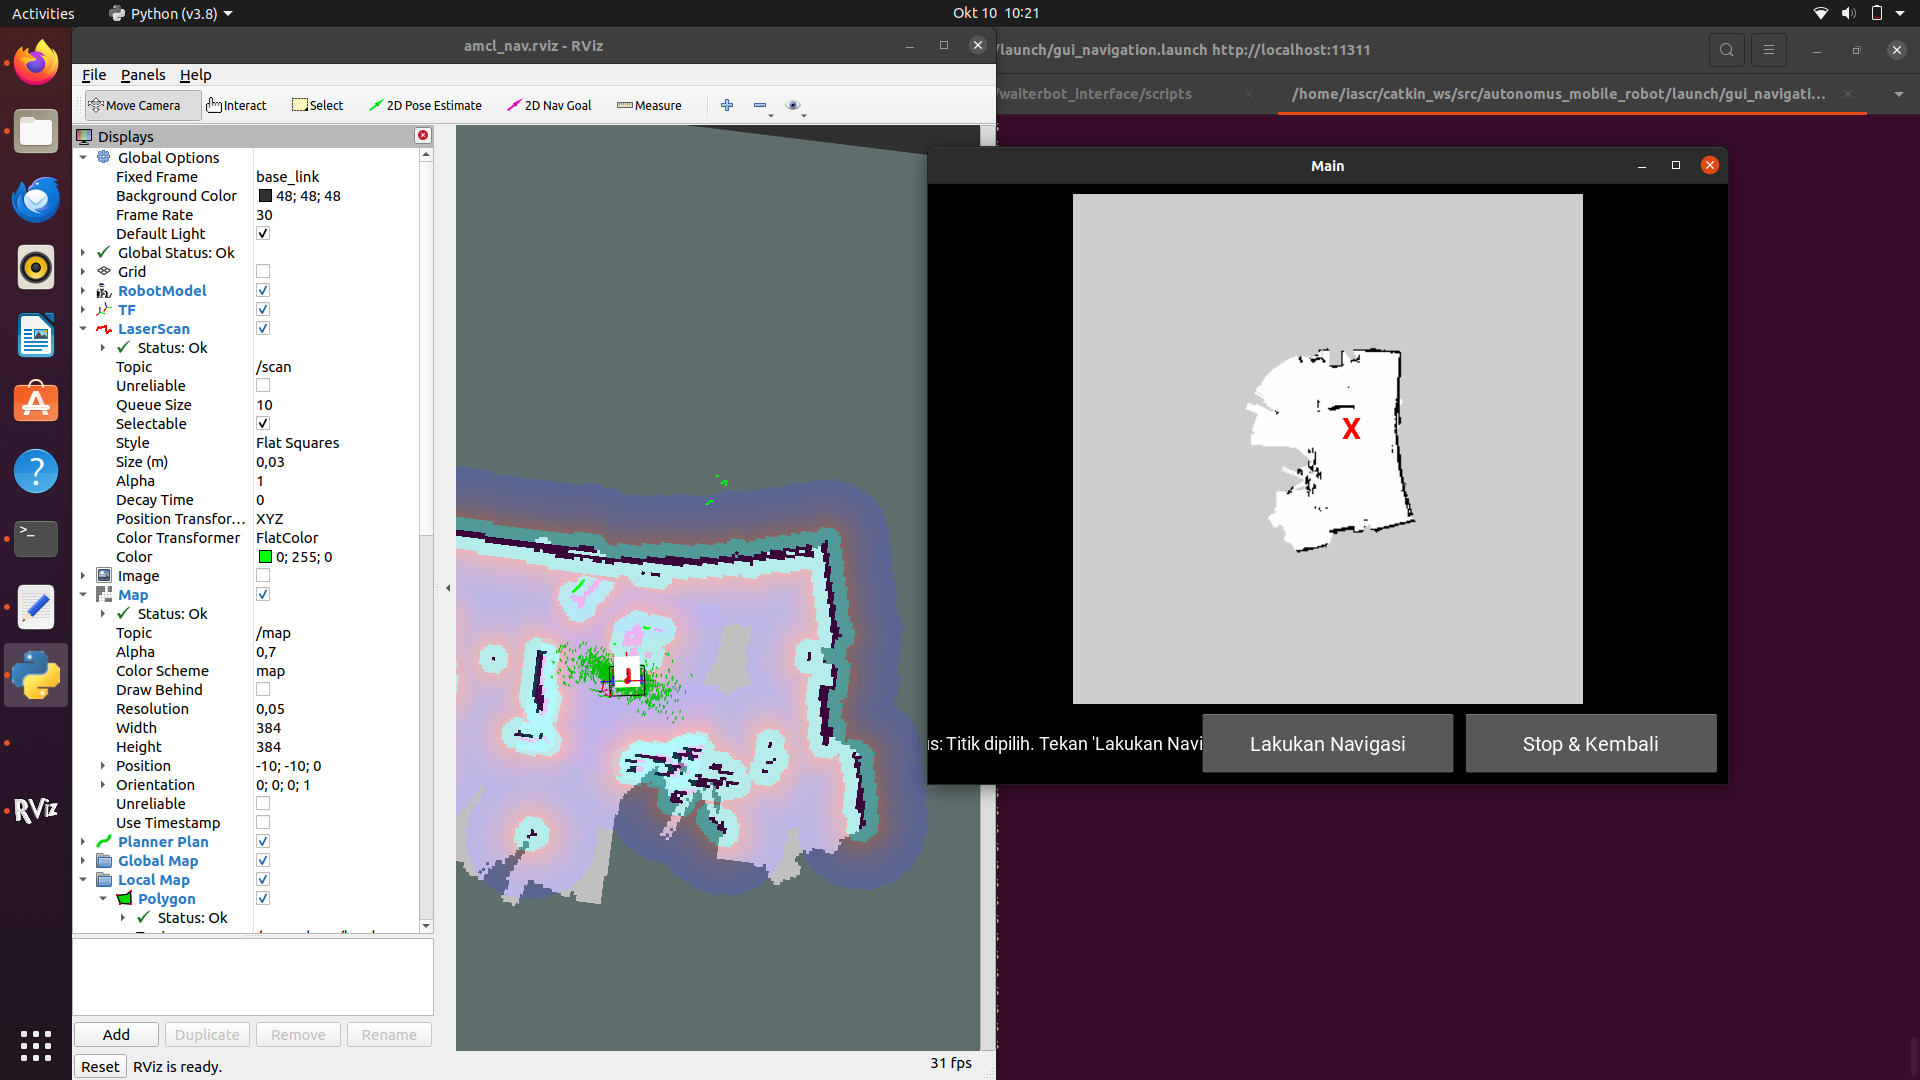 Activities
Python (v3.8)
Okt 10 10:21
amcl_nav.rviz - RViz
File Panels Help
Move Camera Interact Select 2D Pose Estimate 2D Nav Goal Measure
Displays
Global Options
Fixed Frame base_link
Background Color 48; 48; 48
Frame Rate 30
Default Light
Global Status: Ok
Grid
RobotModel
TF
LaserScan
Status: Ok
Topic /scan
Unreliable
Queue Size 10
Selectable
Style Flat Squares
Size (m) 0,03
Alpha 1
Decay Time 0
Position Transfor... XYZ
Color Transformer FlatColor
Color 0; 255; 0
Image
Map
Status: Ok
Topic /map
Alpha 0,7
Color Scheme map
Draw Behind
Resolution 0,05
Width 384
Height 384
Position -10; -10; 0
Orientation 0; 0; 0; 1
Unreliable
Use Timestamp
Planner Plan
Global Map
Local Map
Polygon
Status: Ok
Add Duplicate Remove Rename
Reset RViz is ready.
31 fps
RViz
/launch/gui_navigation.launch http://localhost:11311
/waiterbot_interface/scripts
/home/iascr/catkin_ws/src/autonomus_mobile_robot/launch/gui_navigati...
Main
X
us: Titik dipilih. Tekan 'Lakukan Navi
Lakukan Navigasi
Stop & Kembali